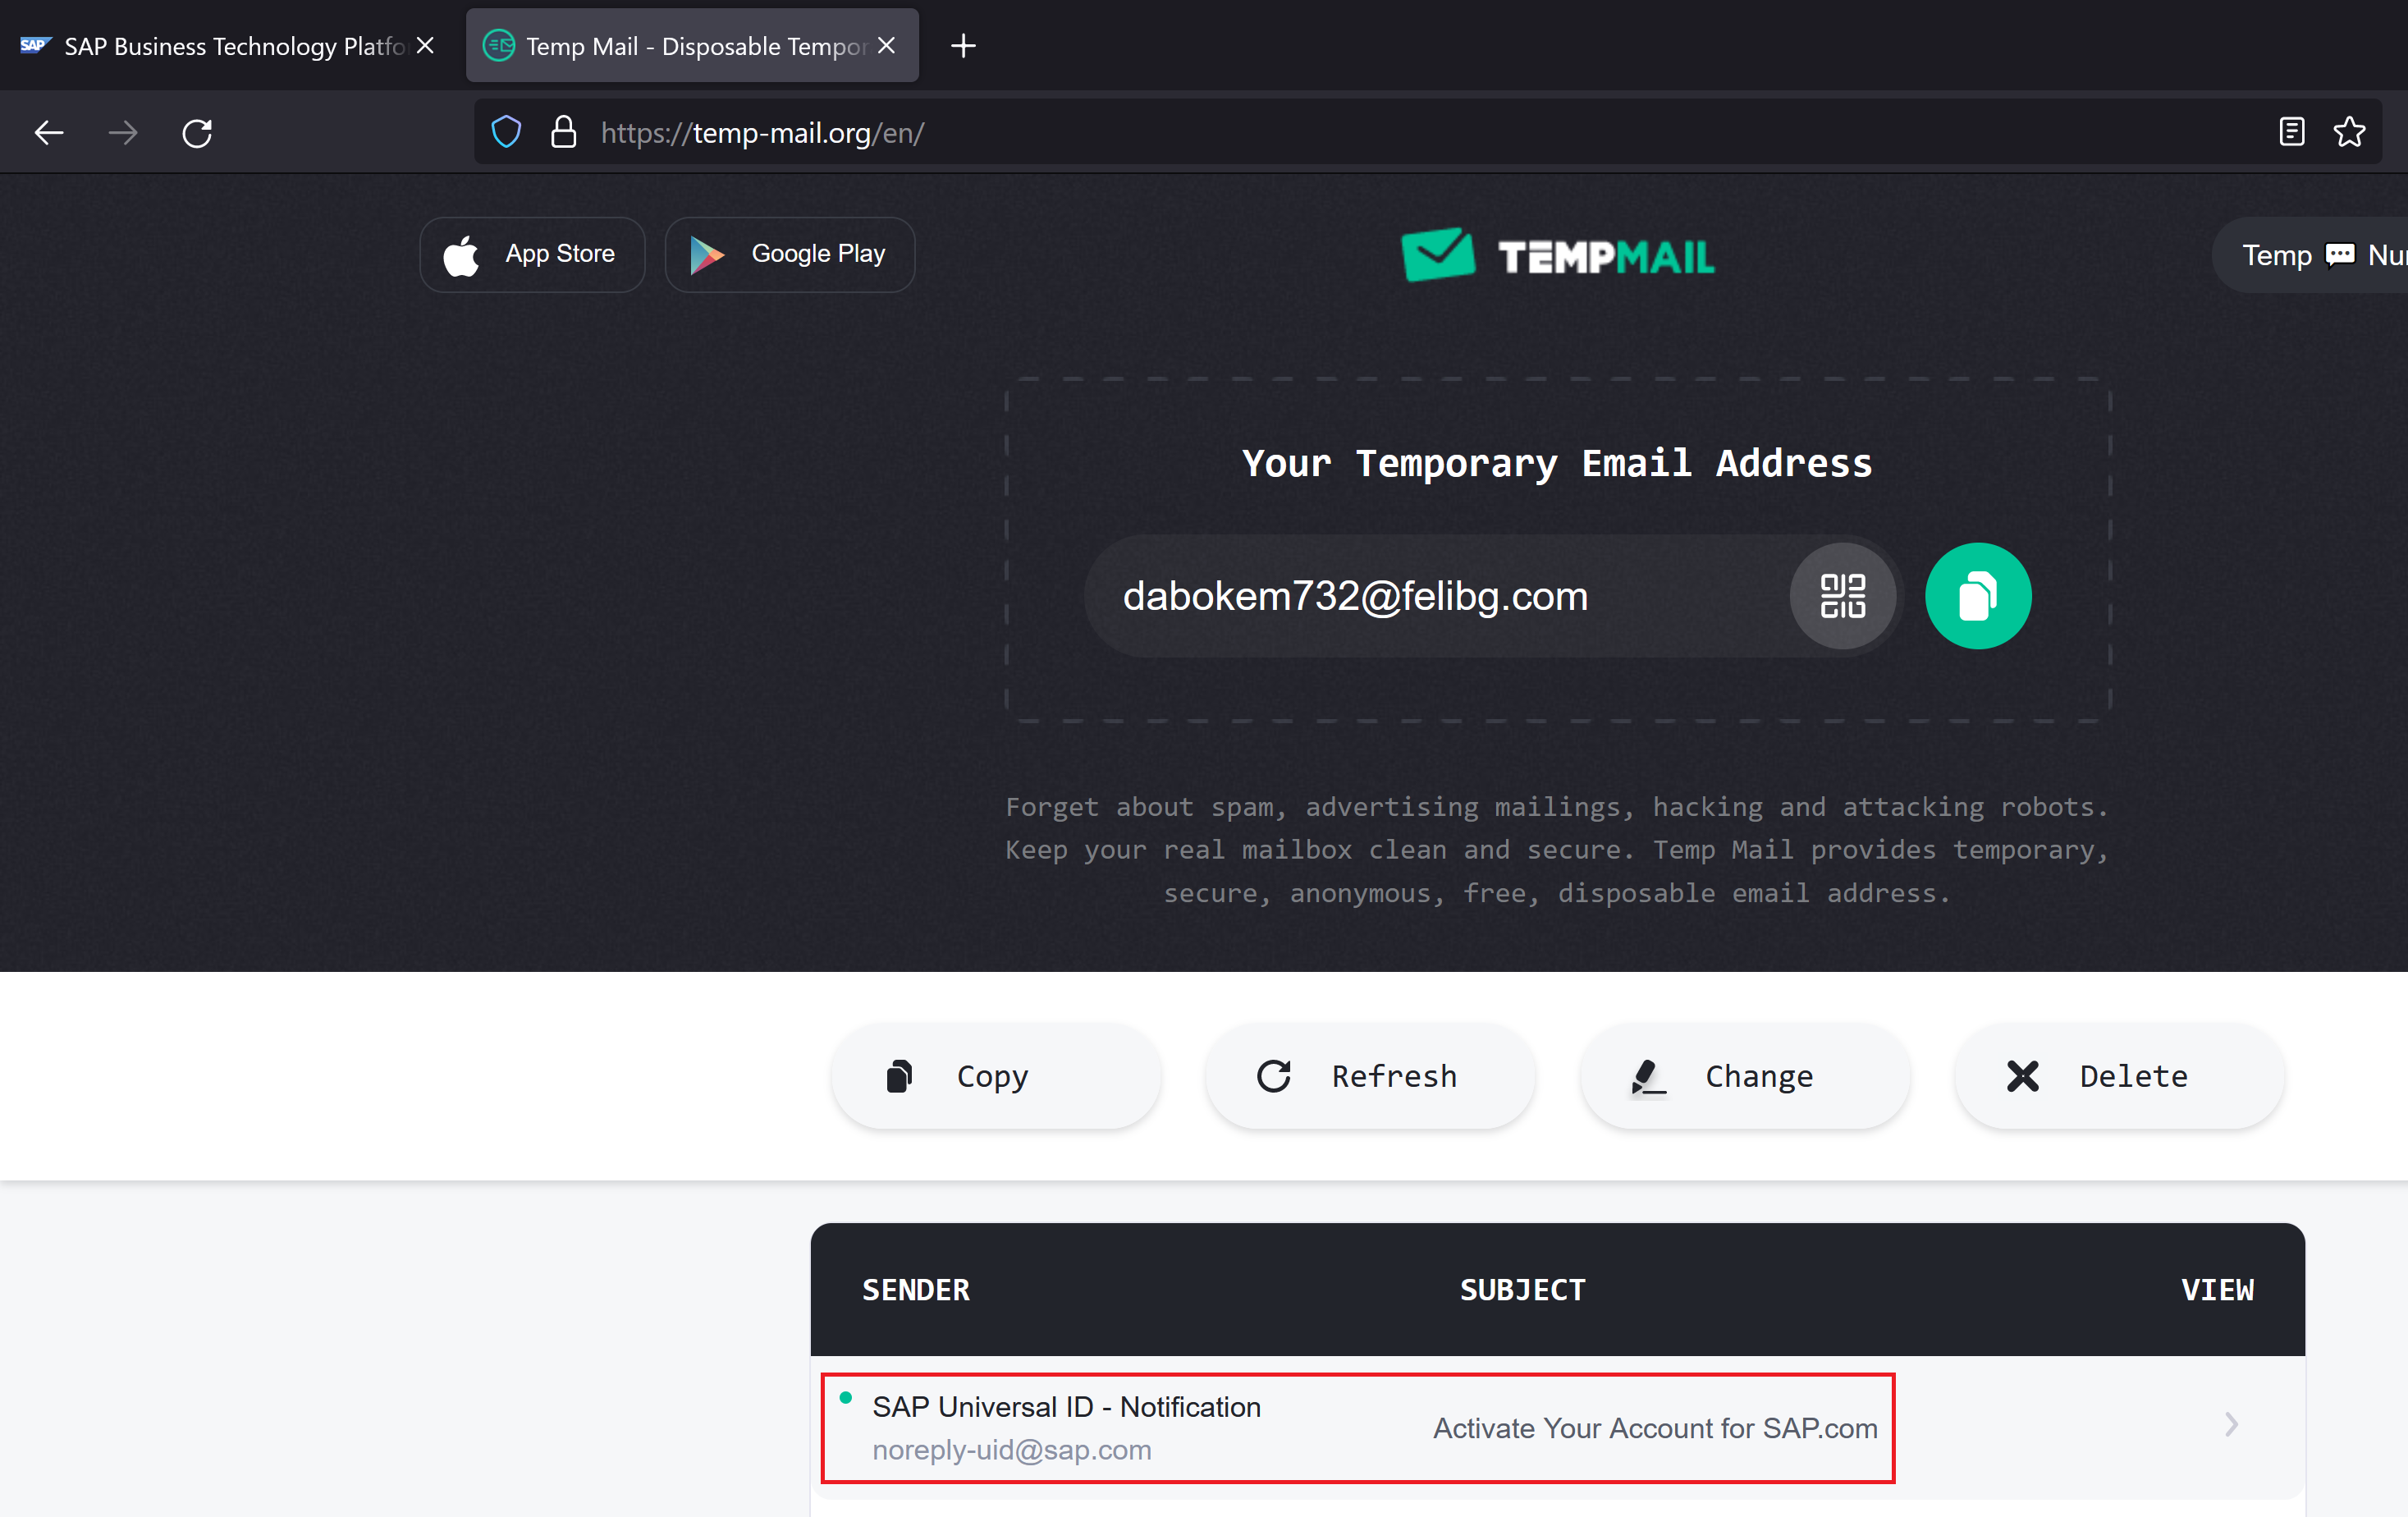 SAP SAP Business Technology Platfo
Temp Mail - Disposable Tempor
https://temp-mail.org/en/
App Store
Google Play
TEMPMAIL
Temp
Your Temporary Email Address
dabokem732@felibg.com
Forget about spam, advertising mailings, hacking and attacking robots.
Keep your real mailbox clean and secure. Temp Mail provides temporary,
secure, anonymous, free, disposable email address.
Copy
Refresh
Change
Delete
SENDER
SUBJECT
VIEW
SAP Universal ID - Notification
noreply-uid@sap.com
Activate Your Account for SAP.com